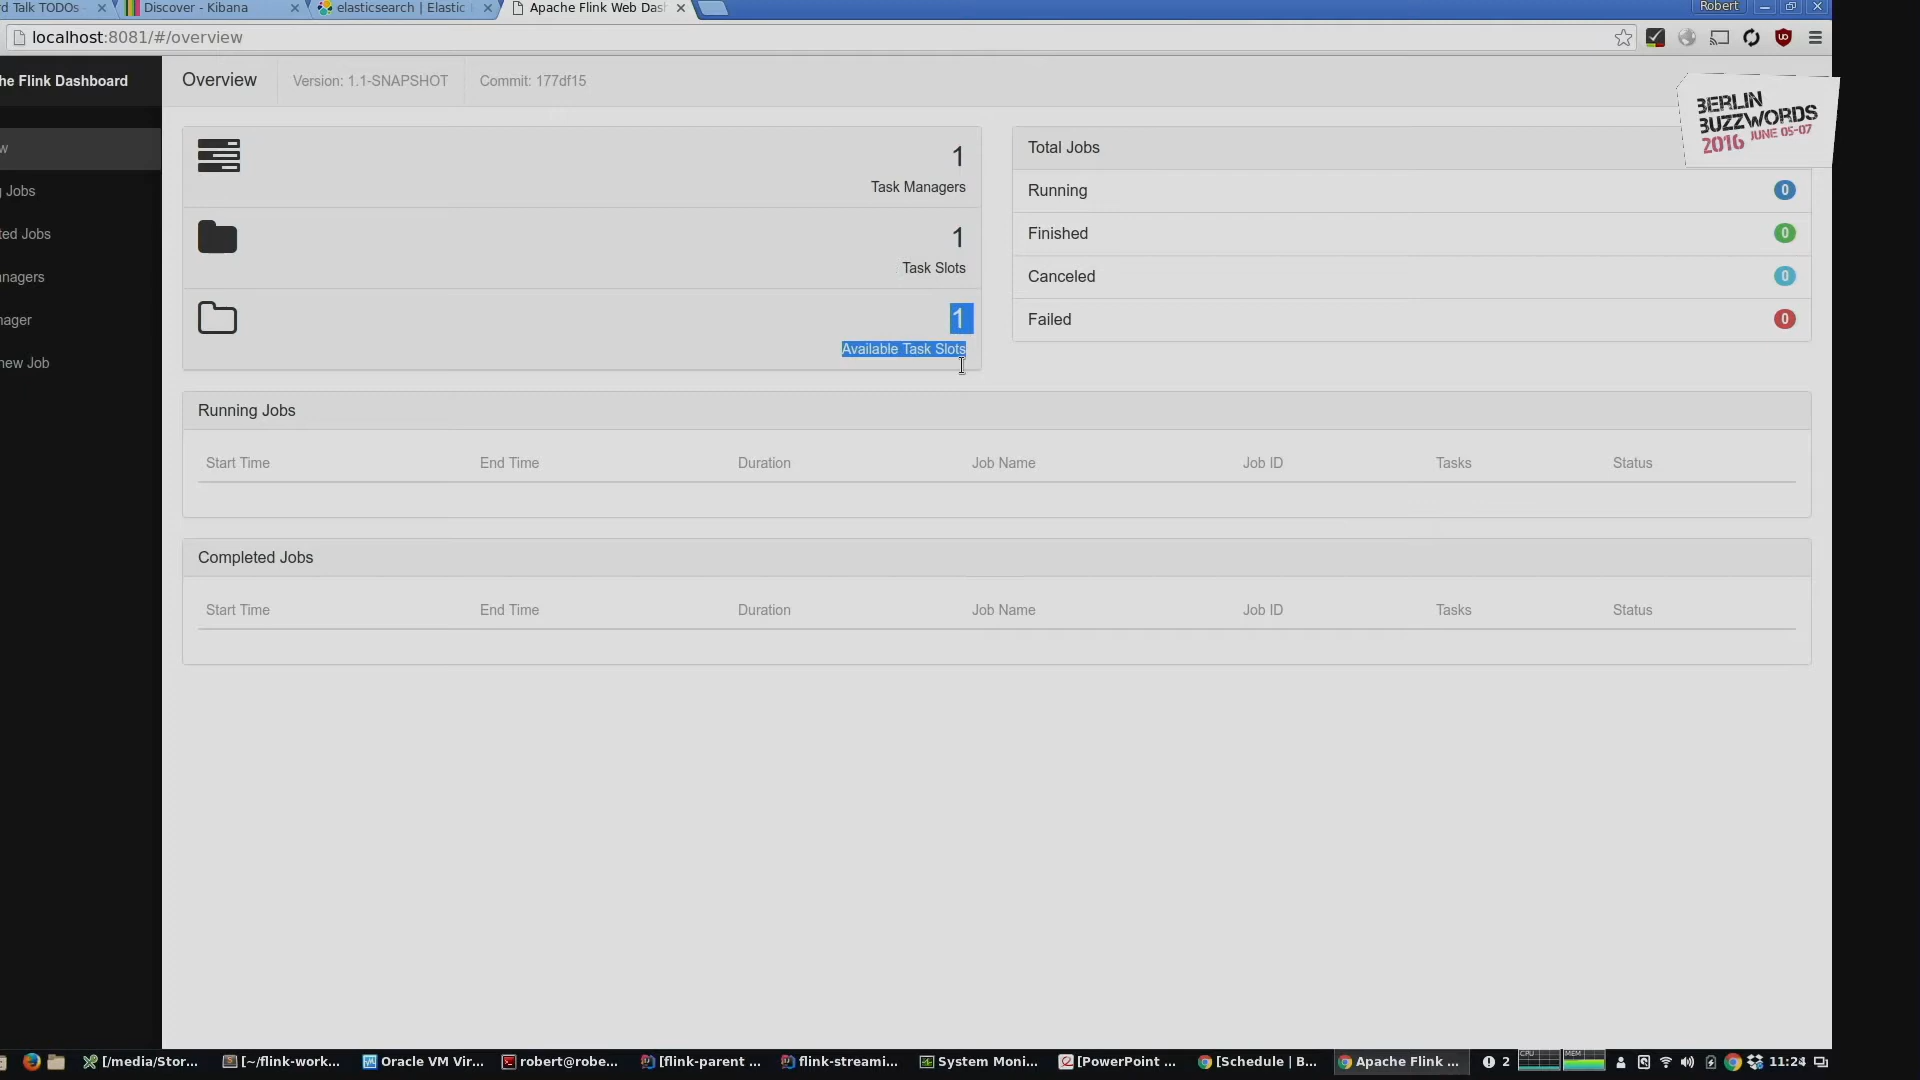 rd Talk TODOs
Discover - Kibana
elasticsearch | Elastic
Apache Flink Web Das
Robert
localhost:8081/#/overview
he Flink Dashboard
Overview
Version: 1.1-SNAPSHOT
Commit: 177df15
BERLIN
BUZZWORDS
2016 JUNE 05-07
w
g Jobs
ted Jobs
nagers
nager
new Job
1
Task Managers
1
Task Slots
1
Available Task Slots
Total Jobs
Running 0
Finished 0
Canceled 0
Failed 0
Running Jobs
Start Time End Time Duration Job Name Job ID Tasks Status
Completed Jobs
Start Time End Time Duration Job Name Job ID Tasks Status
[/media/Stor... [~/flink-work... Oracle VM Vir... robert@robe... [flink-parent ... flink-streami... System Moni... [PowerPoint ... [Schedule | B... Apache Flink ... 2 CPU MEM 11:24